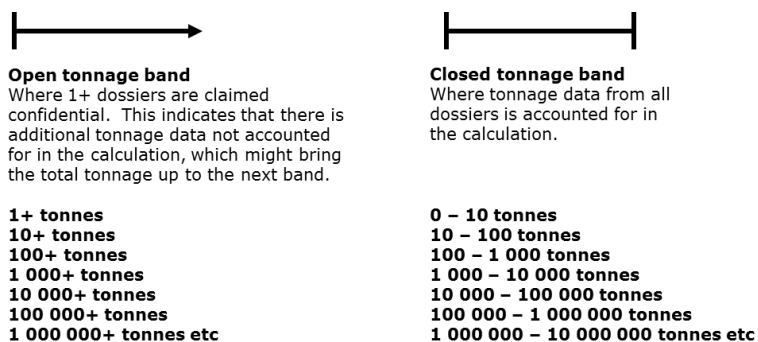 Open tonnage band
Where 1+ dossiers are claimed
confidential.  This indicates that there is
additional tonnage data not accounted
for in the calculation, which might bring
the total tonnage up to the next band.
1+ tonnes
10+ tonnes
100+ tonnes
1 000+ tonnes
10 000+ tonnes
100 000+ tonnes
1 000 000+ tonnes etc
Closed tonnage band
Where tonnage data from all
dossiers is accounted for in
the calculation.
0 – 10 tonnes
10 – 100 tonnes
100 – 1 000 tonnes
1 000 – 10 000 tonnes
10 000 – 100 000 tonnes
100 000 – 1 000 000 tonnes
1 000 000 – 10 000 000 tonnes etc